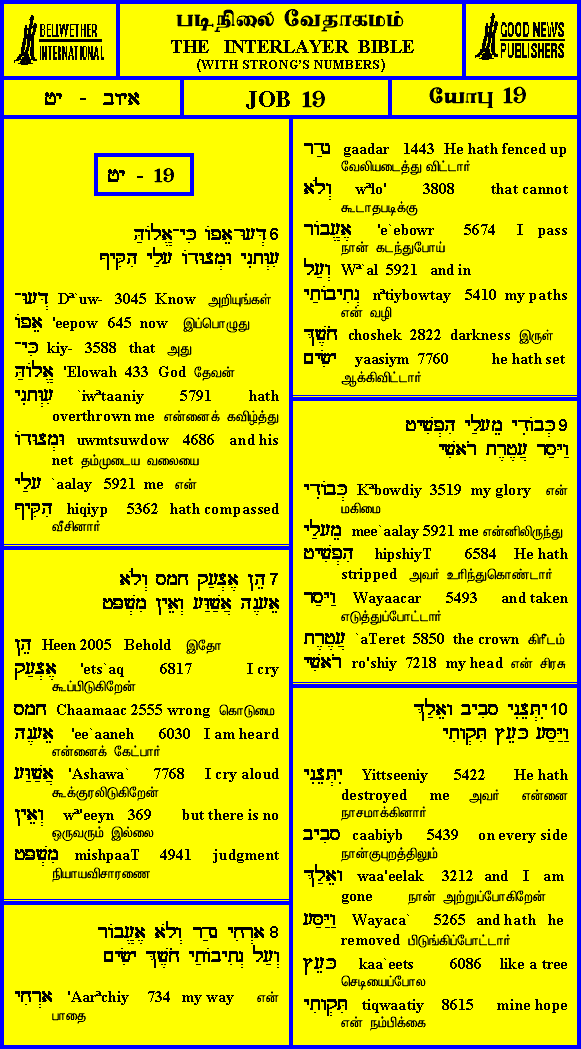 BELLWETHER
INTERNATIONAL
படிநிலை வேதாகமம்
THE INTERLAYER BIBLE
(WITH STRONG'S NUMBERS)
GOOD NEWS
PUBLISHERS
איוב - יט
JOB 19
யோபு 19
יט - 19
6 דְּעוּ־אֵפוֹ כִּי־אֱלוֹהַּ
עִוְּתָנִי וּמְצוּדוֹ עָלַי הִקִּיף
דְּעוּ־ Dªuw- 3045 Know அறியுங்கள்
אֵפוֹ 'eepow 645 now இப்பொழுது
כִּי־ kiy- 3588 that அது
אֱלוֹהַּ 'Elowah 433 God தேவன்
עִוְּתָנִי `iwªtaaniy 5791 hath
overthrown me என்னைக் கவிழ்த்து
וּמְצוּדוֹ uwmtsuwdow 4686 and his
net தம்முடைய வலையை
עָלַי `aalay 5921 me என்
הִקִּיף hiqiyp 5362 hath compassed
வீசினார்
7 הֵן אֶצְעַק חָמָס וְלֹא
אֵעָנֶה אֲשַׁוַּע וְאֵין מִשְׁפָּט
הֵן Heen 2005 Behold இதோ
אֶצְעַק 'ets`aq 6817 I cry
கூப்பிடுகிறேன்
חָמָס Chaamaac 2555 wrong கொடுமை
אֵעָנֶה 'ee`aaneh 6030 I am heard
என்னைக் கேட்பார்
אֲשַׁוַּע 'Ashawa` 7768 I cry aloud
கூக்குரலிடுகிறேன்
וְאֵין wª'eeyn 369 but there is no
ஒருவரும் இல்லை
מִשְׁפָּט mishpaaT 4941 judgment
நியாயவிசாரணை
8 אָרְחִי גָדַר וְלֹא אֶעֱבוֹר
וְעַל נְתִיבוֹתַי חֹשֶׁךְ יָשִׂים
אָרְחִי 'Aarªchiy 734 my way என்
பாதை
גָדַר gaadar 1443 He hath fenced up
வேலியடைத்து விட்டார்
וְלֹא wªlo' 3808 that cannot
கூடாதபடிக்கு
אֶעֱבוֹר 'e`ebowr 5674 I pass
நான் கடந்துபோய்
וְעַל Wª`al 5921 and in
נְתִיבוֹתַי nªtiybowtay 5410 my paths
என் வழி
חֹשֶׁךְ choshek 2822 darkness இருள்
יָשִׂים yaasiym 7760 he hath set
ஆக்கிவிட்டார்
9 כְּבוֹדִי מֵעָלַי הִפְשִׁיט
וַיָּסַר עֲטֶרֶת רֹאשִׁי
כְּבוֹדִי Kªbowdiy 3519 my glory என்
மகிமை
מֵעָלַי mee`aalay 5921 me என்னிலிருந்து
הִפְשִׁיט hipshiyT 6584 He hath
stripped அவர் உரிந்துகொண்டார்
וַיָּסַר Wayaacar 5493 and taken
எடுத்துப்போட்டார்
עֲטֶרֶת `aTeret 5850 the crown கிரீடம்
רֹאשִׁי ro'shiy 7218 my head என் சிரசு
10 יִתְּצֵנִי סָבִיב וָאֵלַךְ
וַיַּסַּע כָּעֵץ תִּקְוָתִי
יִתְּצֵנִי Yittseeniy 5422 He hath
destroyed me அவர் என்னை
நாசமாக்கினார்
סָבִיב caabiyb 5439 on every side
நான்குபுறத்திலும்
וָאֵלַךְ waa'eelak 3212 and I am
gone நான் அற்றுப்போகிறேன்
וַיַּסַּע Wayaca` 5265 and hath he
removed பிடுங்கிப்போட்டார்
כָּעֵץ kaa`eets 6086 like a tree
செடியைப்போல
תִּקְוָתִי tiqwaatiy 8615 mine hope
என் நம்பிக்கை